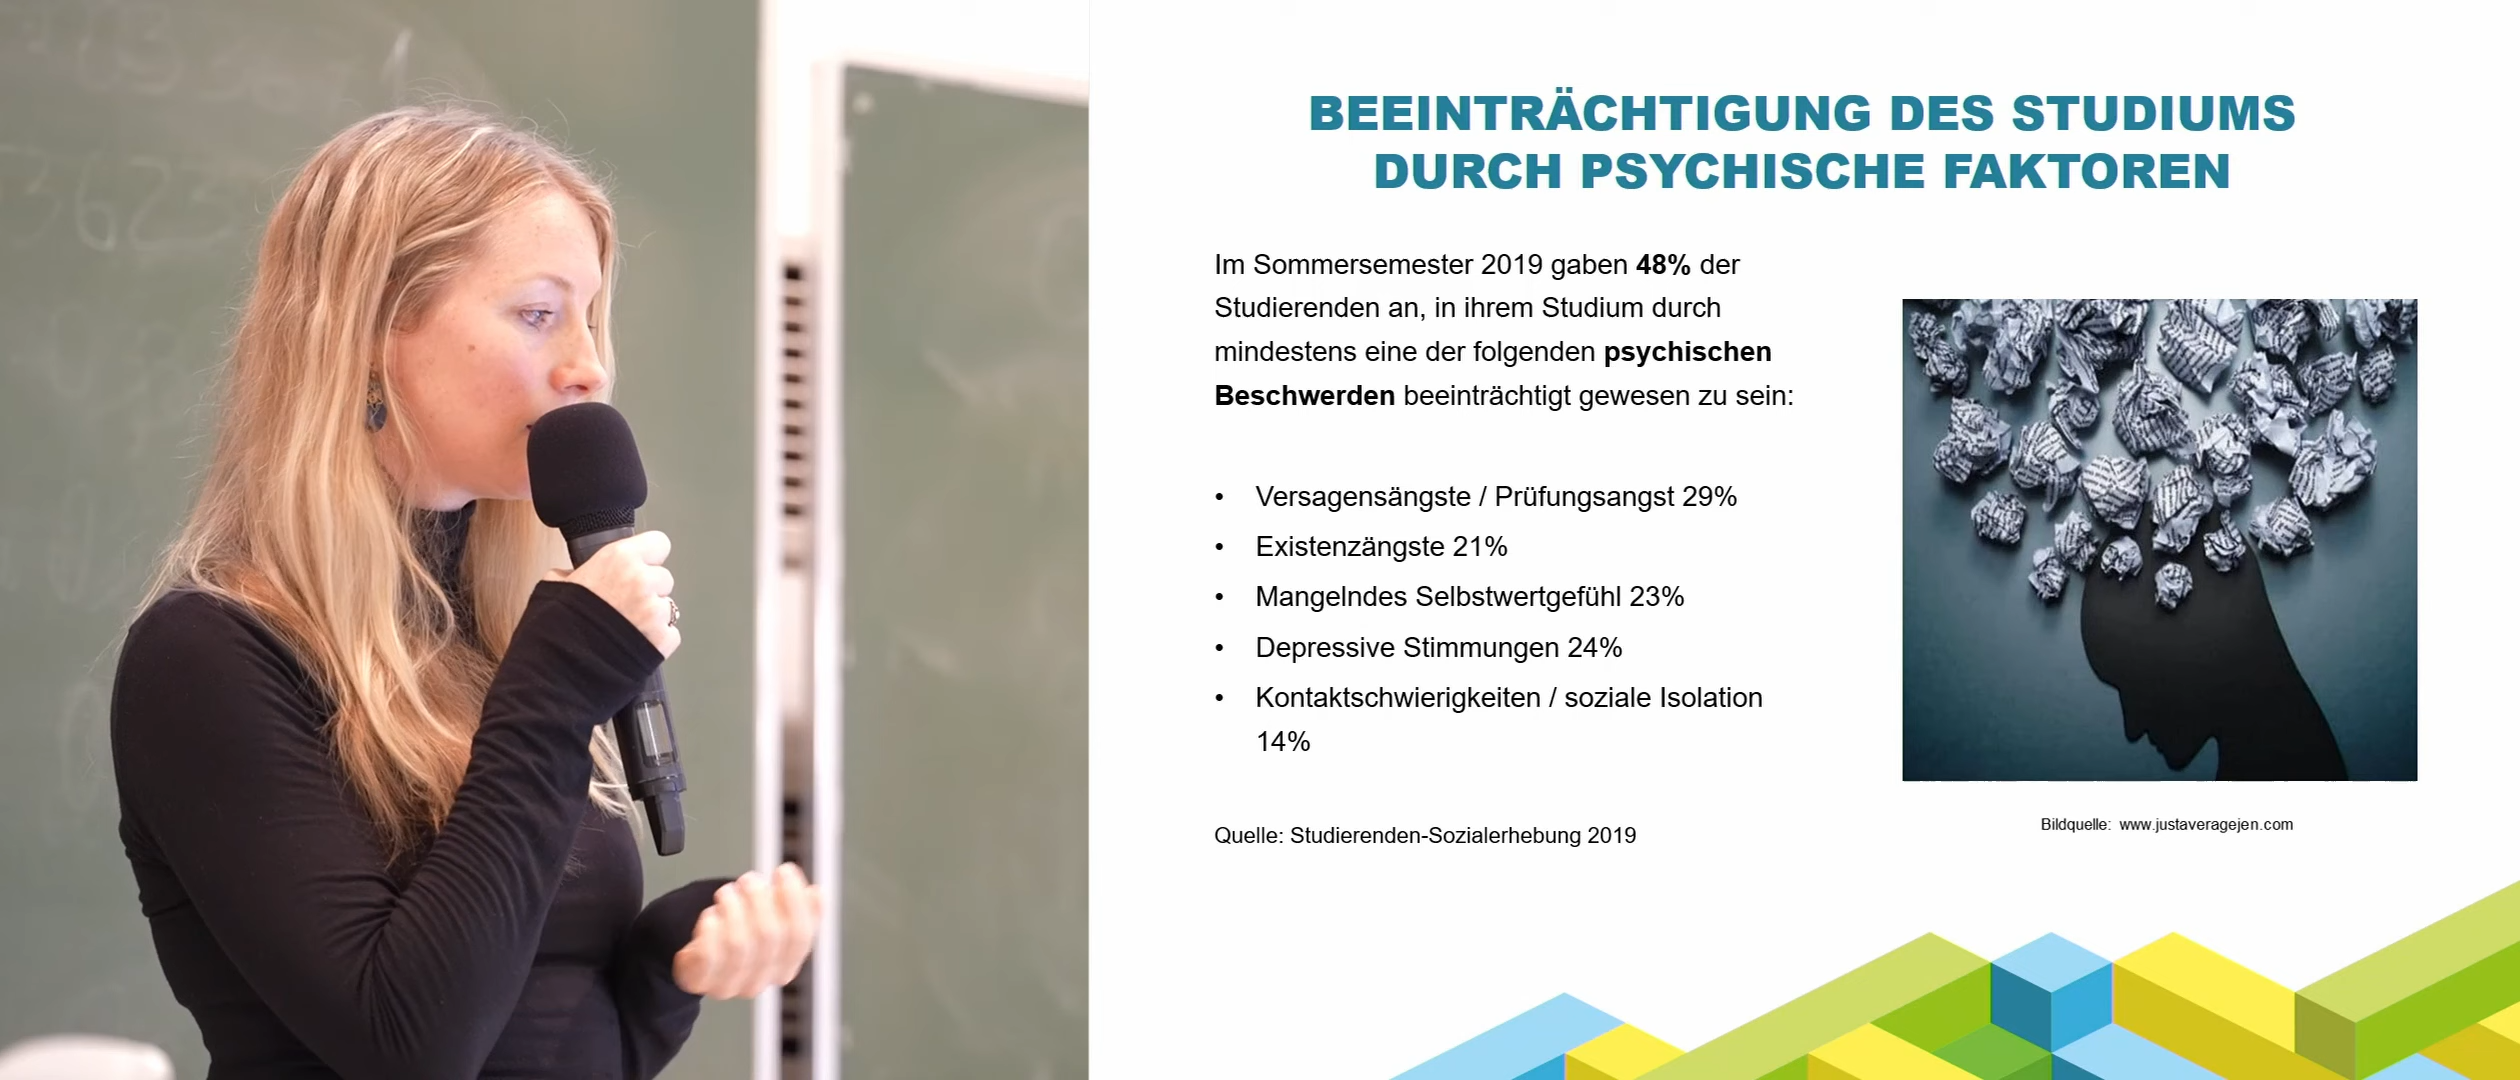 BEEINTRÄCHTIGUNG DES STUDIUMS
DURCH PSYCHISCHE FAKTOREN
Im Sommersemester 2019 gaben 48% der
Studierenden an, in ihrem Studium durch
mindestens eine der folgenden psychischen
Beschwerden beeinträchtigt gewesen zu sein:
• Versagensängste / Prüfungsangst 29%
• Existenzängste 21%
• Mangelndes Selbstwertgefühl 23%
• Depressive Stimmungen 24%
• Kontaktschwierigkeiten / soziale Isolation
14%
Quelle: Studierenden-Sozialerhebung 2019
Bildquelle: www.justaveragejen.com